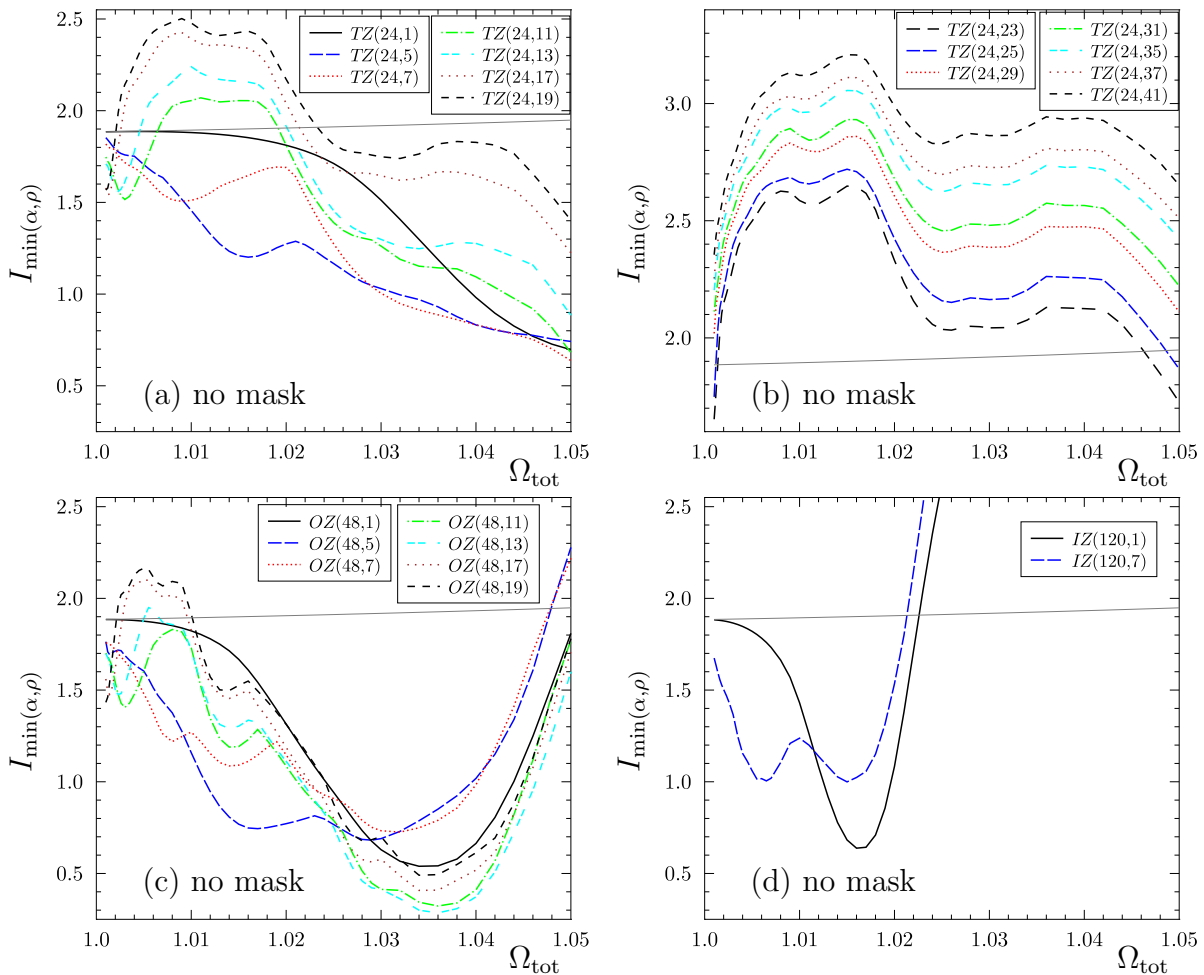 2.5
2.0
1.5
1.0
0.5
I_min(α,ρ)
TZ(24,1)
TZ(24,5)
TZ(24,7)
TZ(24,11)
TZ(24,13)
TZ(24,17)
TZ(24,19)
(a) no mask
1.0 1.01 1.02 1.03 1.04 1.05
Ω_tot
3.0
2.5
2.0
I_min(α,ρ)
TZ(24,23)
TZ(24,25)
TZ(24,29)
TZ(24,31)
TZ(24,35)
TZ(24,37)
TZ(24,41)
(b) no mask
1.0 1.01 1.02 1.03 1.04 1.05
Ω_tot
2.5
2.0
1.5
1.0
0.5
I_min(α,ρ)
OZ(48,1)
OZ(48,5)
OZ(48,7)
OZ(48,11)
OZ(48,13)
OZ(48,17)
OZ(48,19)
(c) no mask
1.0 1.01 1.02 1.03 1.04 1.05
Ω_tot
2.5
2.0
1.5
1.0
0.5
I_min(α,ρ)
IZ(120,1)
IZ(120,7)
(d) no mask
1.0 1.01 1.02 1.03 1.04 1.05
Ω_tot